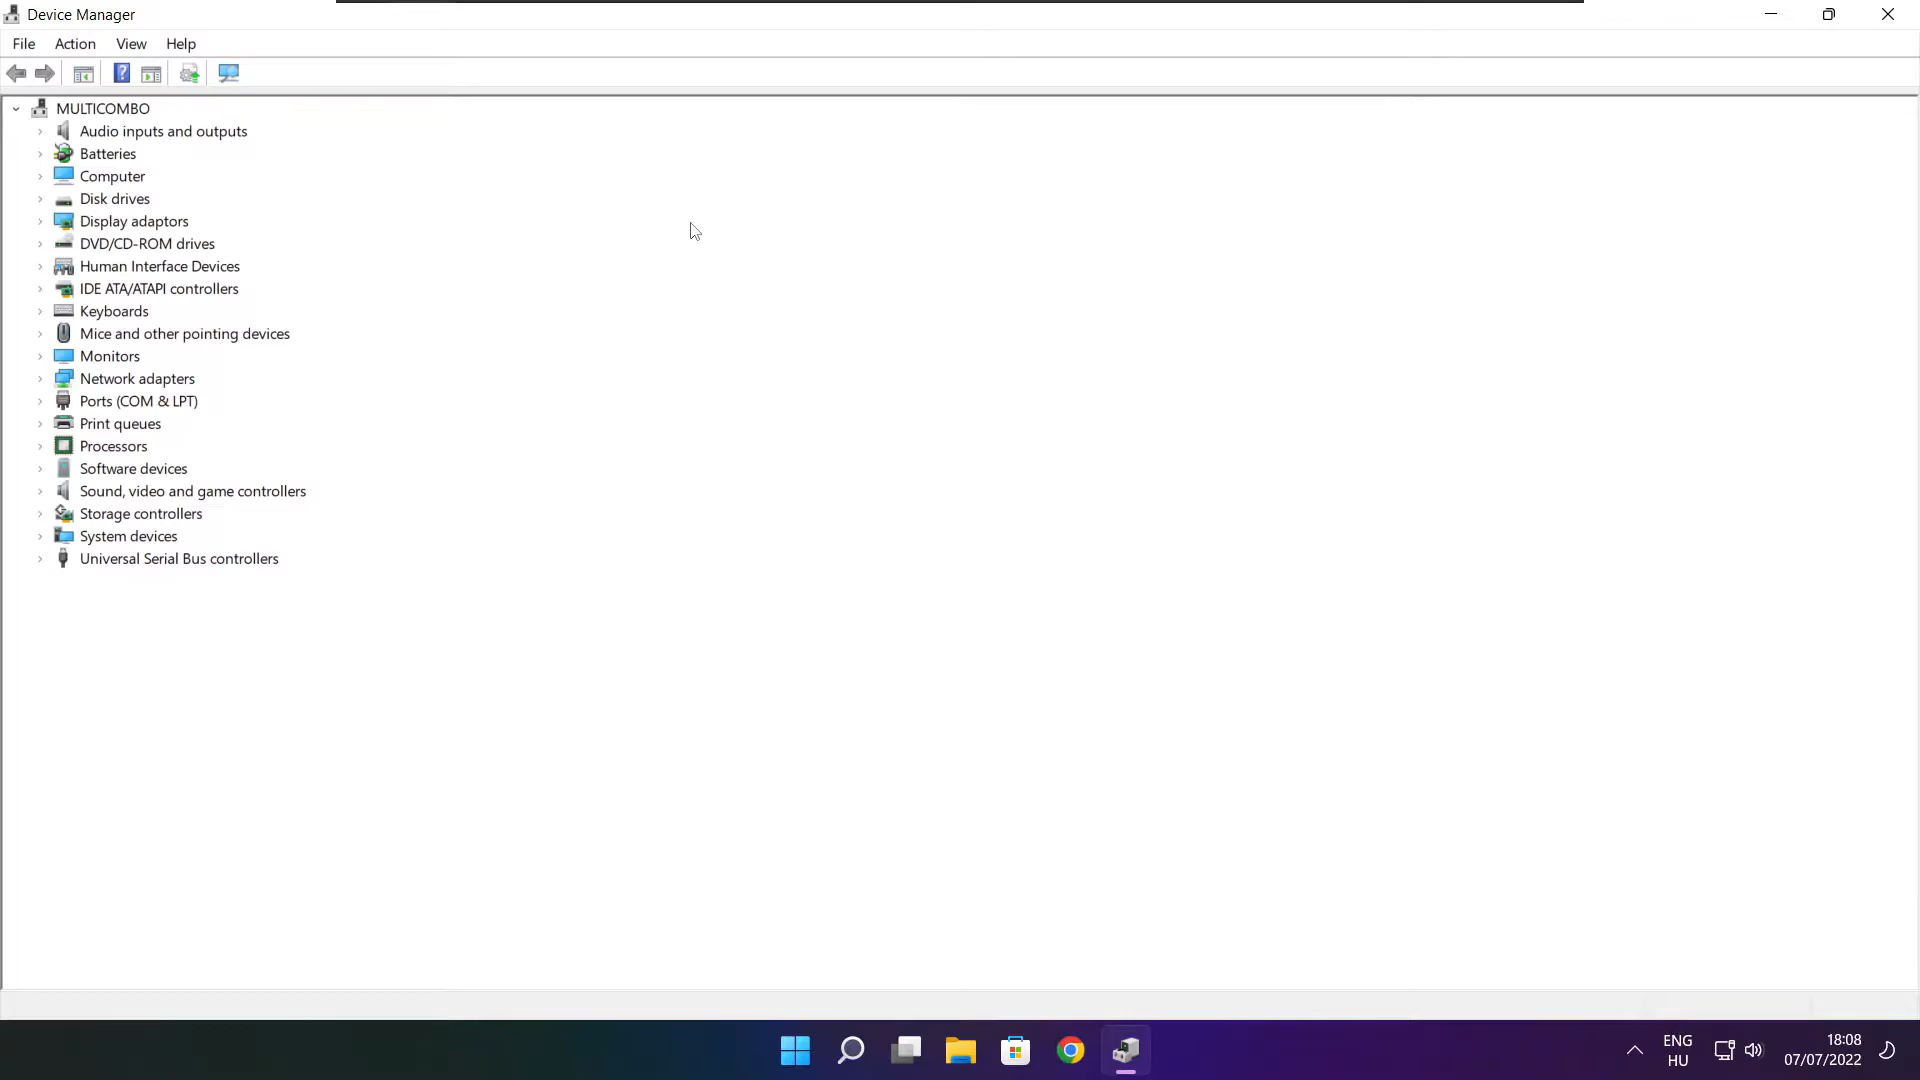 Device Manager
File Action View Help
MULTICOMBO
Audio inputs and outputs
Batteries
Computer
Disk drives
Display adaptors
DVD/CD-ROM drives
Human Interface Devices
IDE ATA/ATAPI controllers
Keyboards
Mice and other pointing devices
Monitors
Network adapters
Ports (COM & LPT)
Print queues
Processors
Software devices
Sound, video and game controllers
Storage controllers
System devices
Universal Serial Bus controllers
ENG 18:08
HU 07/07/2022